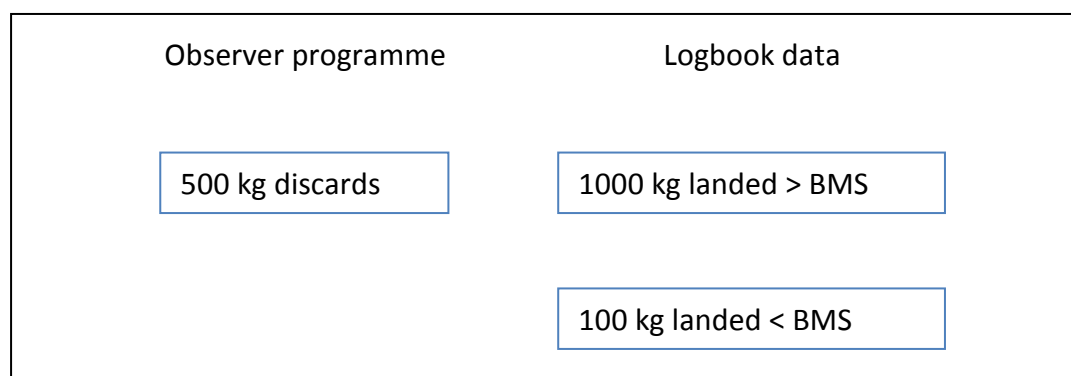 Observer programme
Logbook data
500 kg discards
1000 kg landed > BMS
100 kg landed < BMS